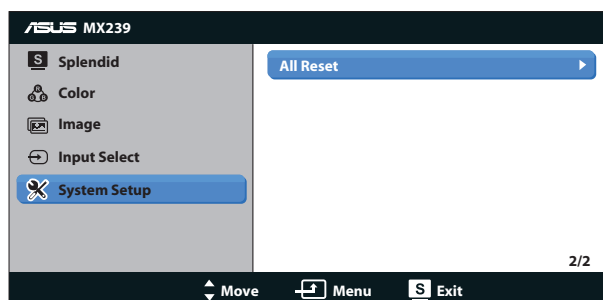 ASUS MX239
S Splendid
All Reset
R G B Color
Image
Input Select
System Setup
2/2
Move Menu S Exit